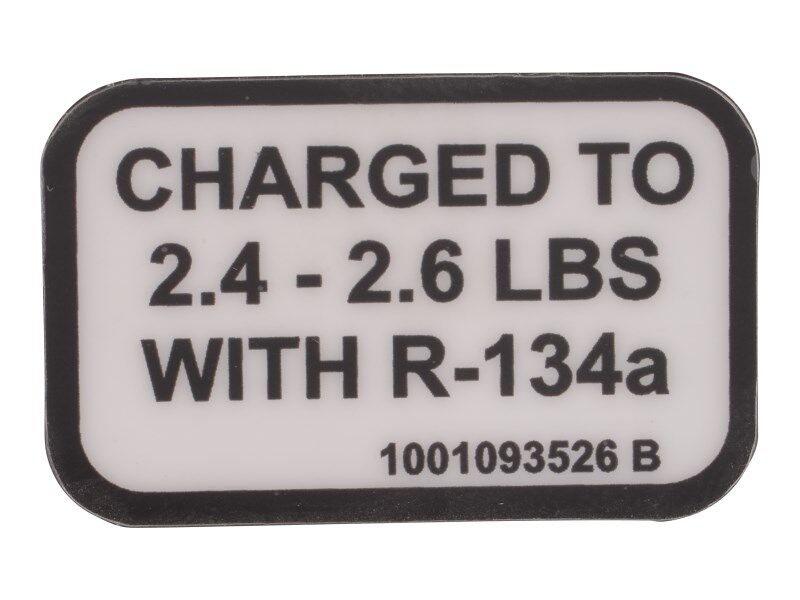 CHARGED TO
2.4 - 2.6 LBS
WITH R-134a
1001093526 B